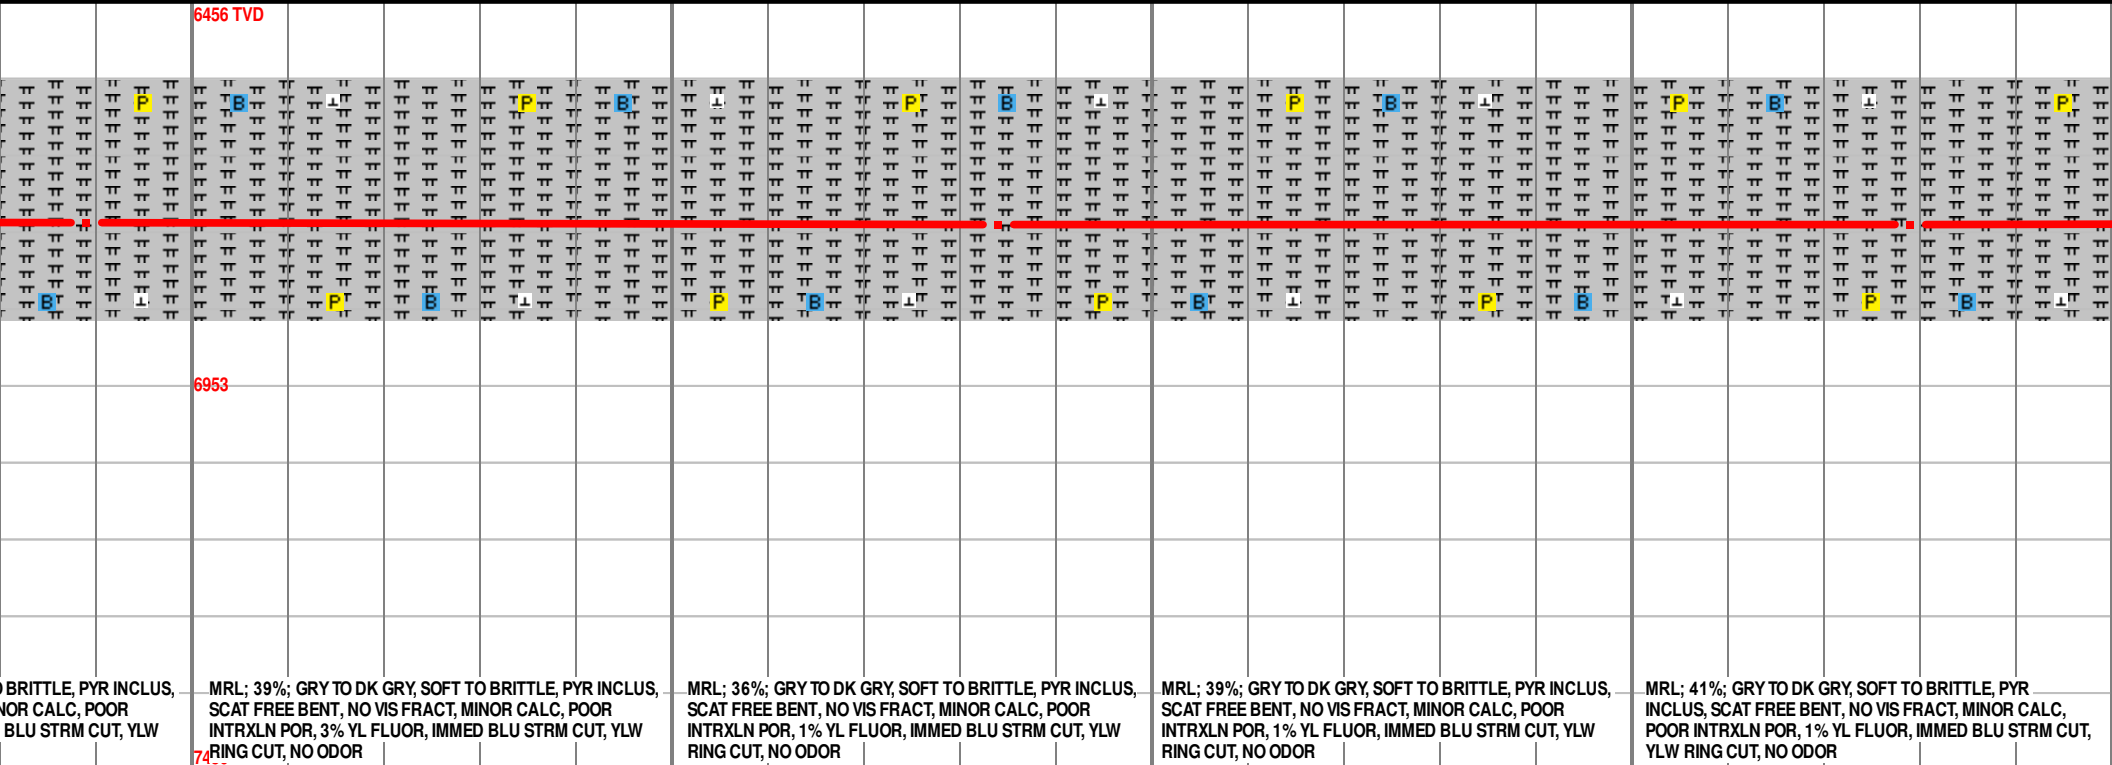 6456 TVD
P B P B P B P B P B P
B P B P B P B P B P B
6953
BRITTLE, PYR INCLUS,
NOR CALC, POOR
BLU STRM CUT, YLW
MRL; 39%; GRY TO DK GRY, SOFT TO BRITTLE, PYR INCLUS,
SCAT FREE BENT, NO VIS FRACT, MINOR CALC, POOR
INTRXLN POR, 3% YL FLUOR, IMMED BLU STRM CUT, YLW
RING CUT, NO ODOR
MRL; 36%; GRY TO DK GRY, SOFT TO BRITTLE, PYR INCLUS,
SCAT FREE BENT, NO VIS FRACT, MINOR CALC, POOR
INTRXLN POR, 1% YL FLUOR, IMMED BLU STRM CUT, YLW
RING CUT, NO ODOR
MRL; 39%; GRY TO DK GRY, SOFT TO BRITTLE, PYR INCLUS,
SCAT FREE BENT, NO VIS FRACT, MINOR CALC, POOR
INTRXLN POR, 1% YL FLUOR, IMMED BLU STRM CUT, YLW
RING CUT, NO ODOR
MRL; 41%; GRY TO DK GRY, SOFT TO BRITTLE, PYR
INCLUS, SCAT FREE BENT, NO VIS FRACT, MINOR CALC,
POOR INTRXLN POR, 1% YL FLUOR, IMMED BLU STRM CUT,
YLW RING CUT, NO ODOR